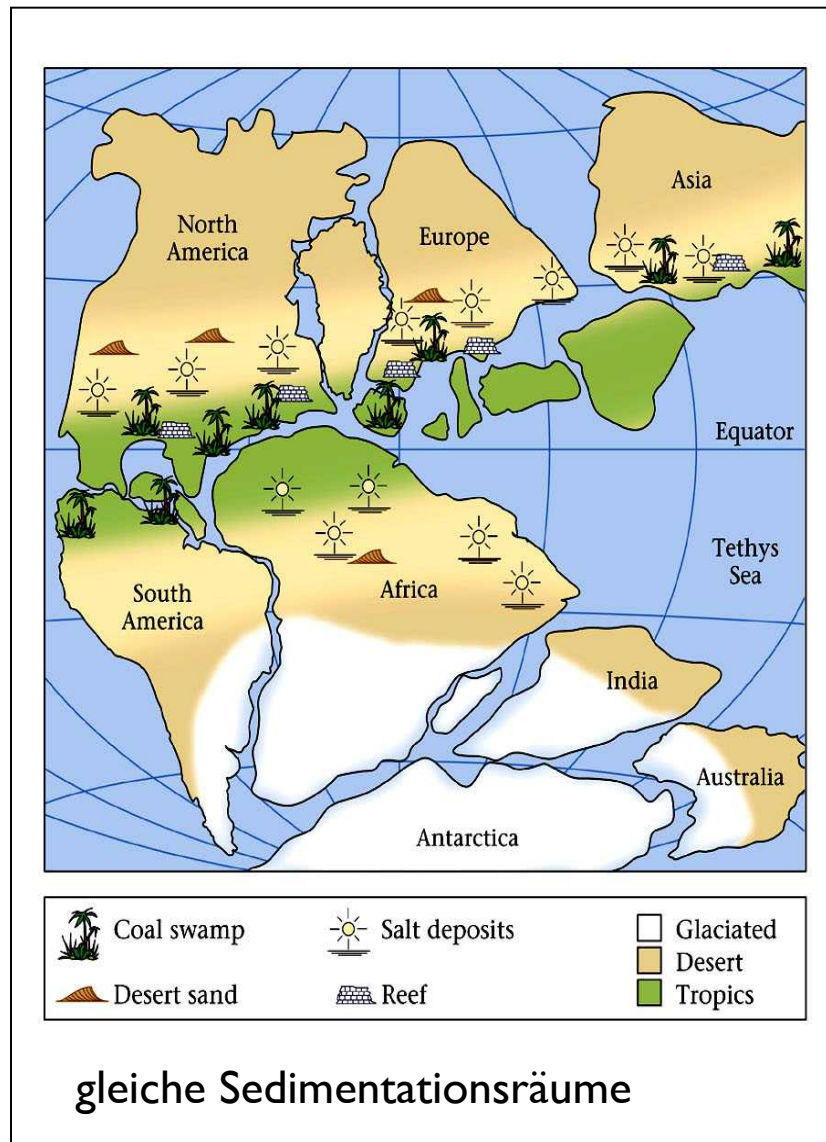 North
America
Europe
Asia
Equator
Tethys
Sea
South
America
Africa
India
Australia
Antarctica
Coal swamp
Salt deposits
Glaciated
Desert
Desert sand
Reef
Tropics
gleiche Sedimentationsräume